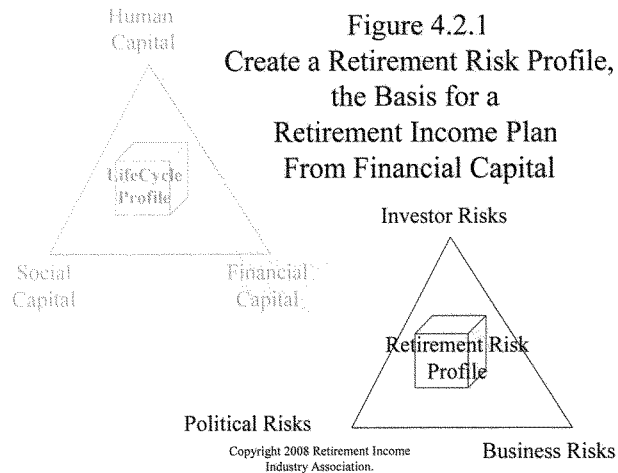 Human
Capital
Figure 4.2.1
Create a Retirement Risk Profile,
the Basis for a
Retirement Income Plan
From Financial Capital
LifeCycle
Profile
Social
Capital
Financial
Capital
Investor Risks
Retirement Risk
Profile
Political Risks
Business Risks
Copyright 2008 Retirement Income
Industry Association.